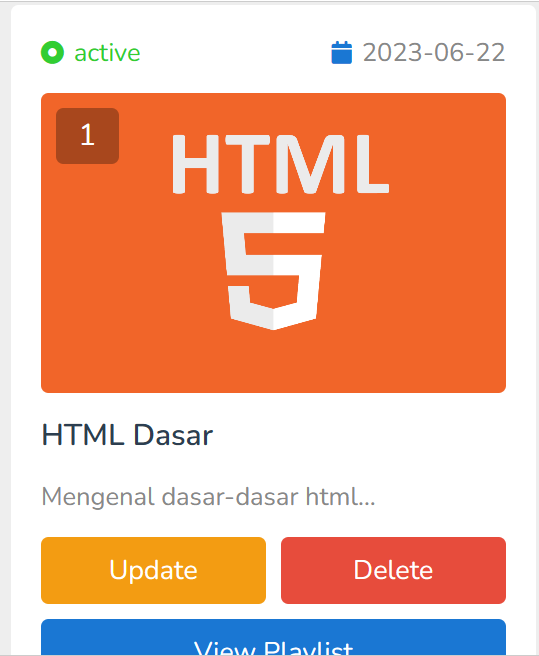 active 2023-06-22
1
HTML
5
HTML Dasar
Mengenal dasar-dasar html...
Update Delete
View Playlist